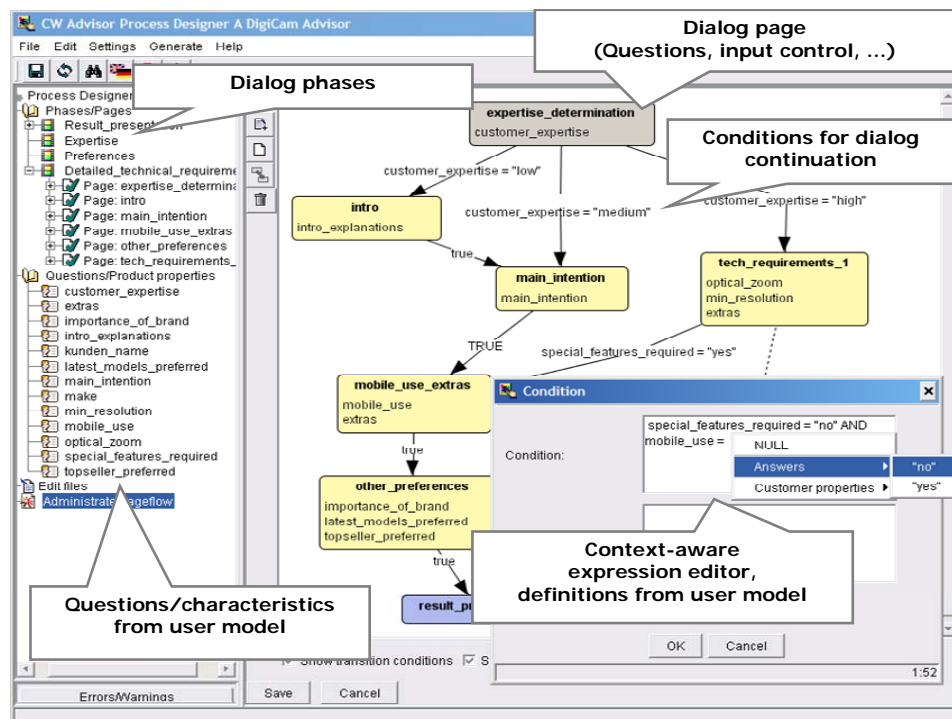 CW Advisor Process Designer A DigiCam Advisor
File Edit Settings Generate Help
Dialog page
(Questions, input control, ...)
Dialog phases
Conditions for dialog
continuation
Process Designer
Phases/Pages
Expertise
Preferences
Detailed_technical_requireme
Page: expertise_determina
Page: intro
Page: main_intention
Page: mobile_use_extras
Page: other_preferences
Page: tech_requirements_
Questions/Product properties
customer_expertise
extras
importance_of_brand
intro_explanations
kunden_name
latest_models_preferred
main_intention
make
min_resolution
mobile_use
optical_zoom
special_features_required
topseller_preferred
Edit files
Questions/characteristics
from user model
Errors/Warnings
expertise_determination
customer_expertise
customer_expertise = "low"
customer_expertise = "medium"
customer_expertise = "high"
intro
intro_explanations
true
main_intention
main_intention
tech_requirements_1
optical_zoom
min_resolution
extras
TRUE
special_features_required = "yes"
mobile_use_extras
mobile_use
extras
true
other_preferences
importance_of_brand
latest_models_preferred
topseller_preferred
true
result_pr
Condition
Condition:
special_features_required = "no" AND
mobile_use =
NULL
Answers
Customer properties
"no"
"yes"
Context-aware
expression editor,
definitions from user model
OK Cancel
1:52
Show transition conditions S
Save Cancel